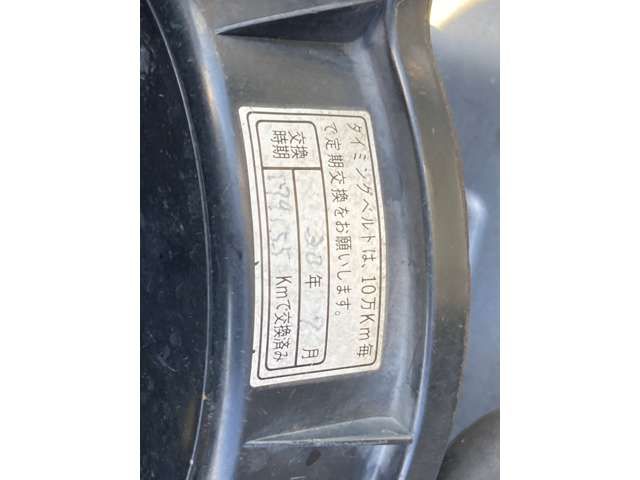 タイミングベルトは、10万Km毎
で定期交換をお願いします。
交換時期
30年 月
Kmで交換済み